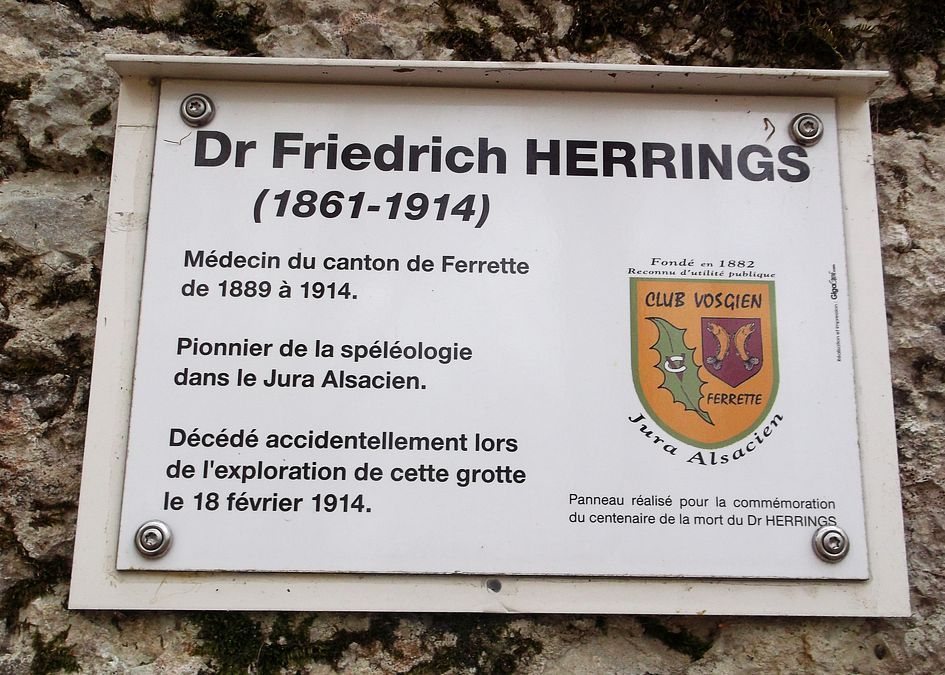 Dr Friedrich HERRINGS
(1861-1914)
Médecin du canton de Ferrette
de 1889 à 1914.
Pionnier de la spéléologie
dans le Jura Alsacien.
Décédé accidentellement lors
de l'exploration de cette grotte
le 18 février 1914.
Fondé en 1882
Reconnu d'utilité publique
CLUB VOSGIEN
FERRETTE
Jura Alsacien
Panneau réalisé pour la commémoration
du centenaire de la mort du Dr HERRINGS
Réalisation et impression :